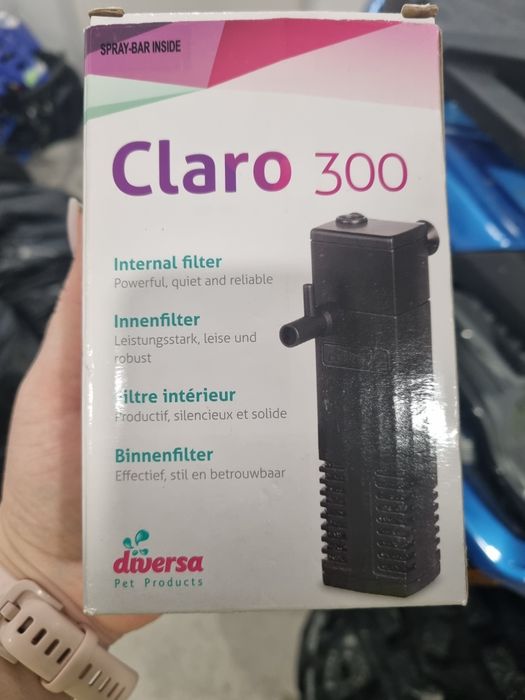 SPRAY-BAR INSIDE
Claro 300
Internal filter
Powerful, quiet and reliable
Innenfilter
Leistungsstark, leise und
robust
iltre intérieur
Productif, silencieux et solide
Binnenfilter
Effectief, stil en betrouwbaar
diversa
Pet Products